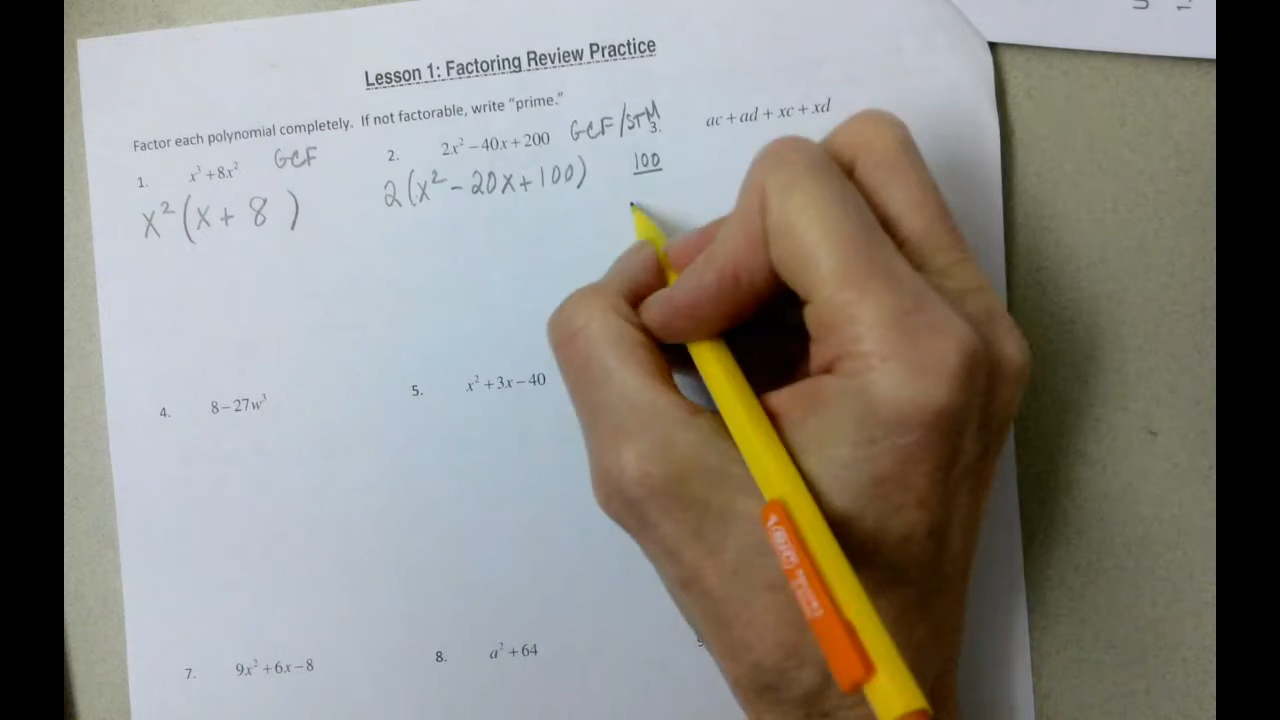 Lesson 1: Factoring Review Practice
Factor each polynomial completely. If not factorable, write “prime.”
1. x³ + 8x² GCF
x² (x + 8 )
2. 2x² − 40x + 200 GCF/STM
2(x² − 20x + 100) 100
3. ac + ad + xc + xd
4. 8 − 27w³
5. x² + 3x − 40
7. 9x² + 6x − 8
8. a² + 64